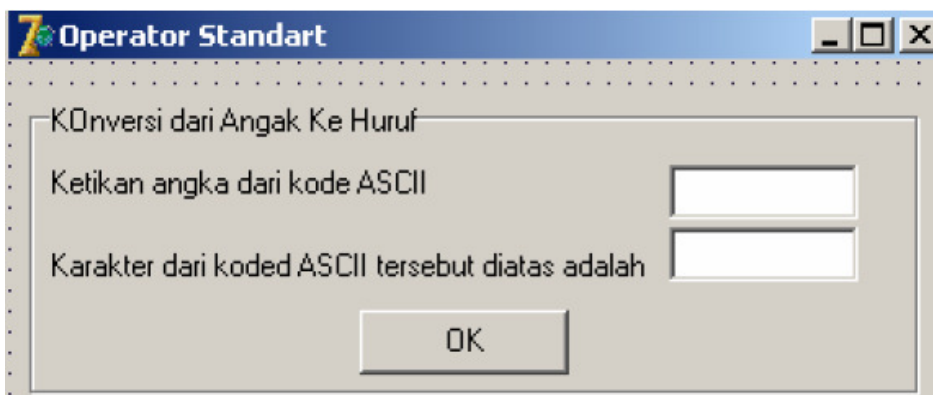 Operator Standart
KOnversi dari Angak Ke Huruf
Ketikan angka dari kode ASCII
Karakter dari koded ASCII tersebut diatas adalah
OK